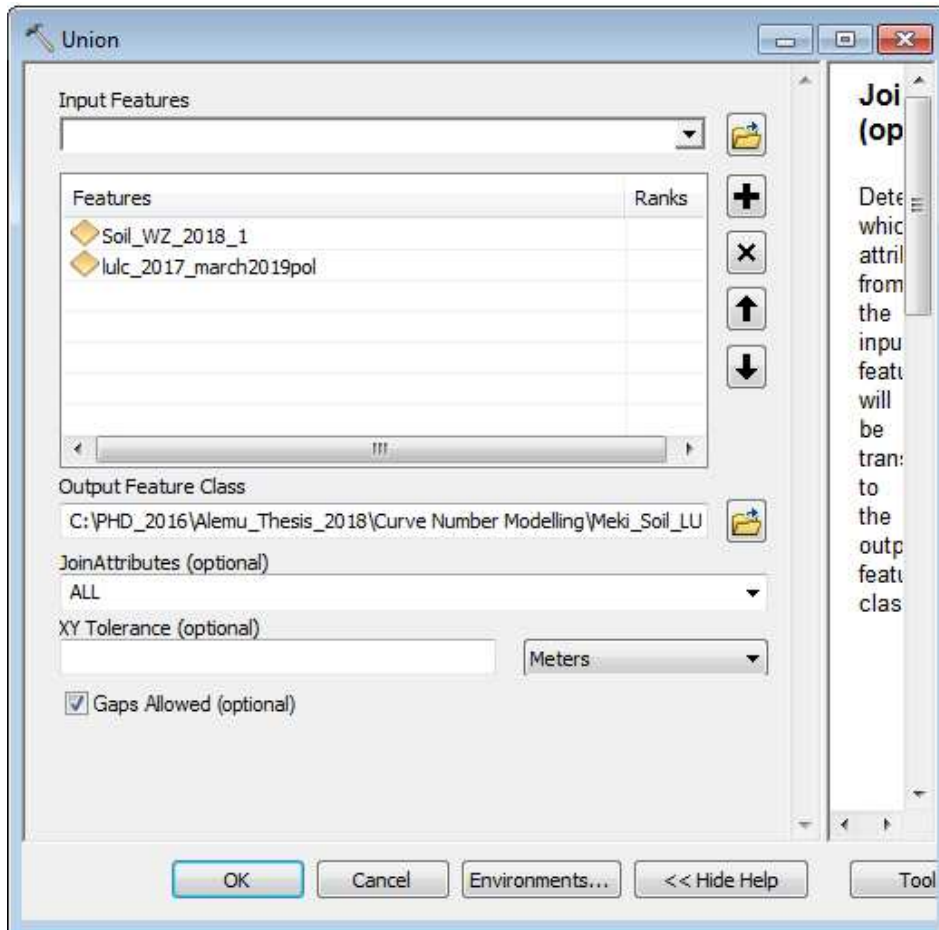 Union
Input Features
Features Ranks
Soil_WZ_2018_1
lulc_2017_march2019pol
Output Feature Class
C:\PHD_2016\Alemu_Thesis_2018\Curve Number Modelling\Meki_Soil_LU
JoinAttributes (optional)
ALL
XY Tolerance (optional)
Meters
Gaps Allowed (optional)
OK Cancel Environments... << Hide Help Tool
Joi
(op
Dete
whic
attril
from
the
inpu
featu
will
be
trans
to
the
outp
featu
clas